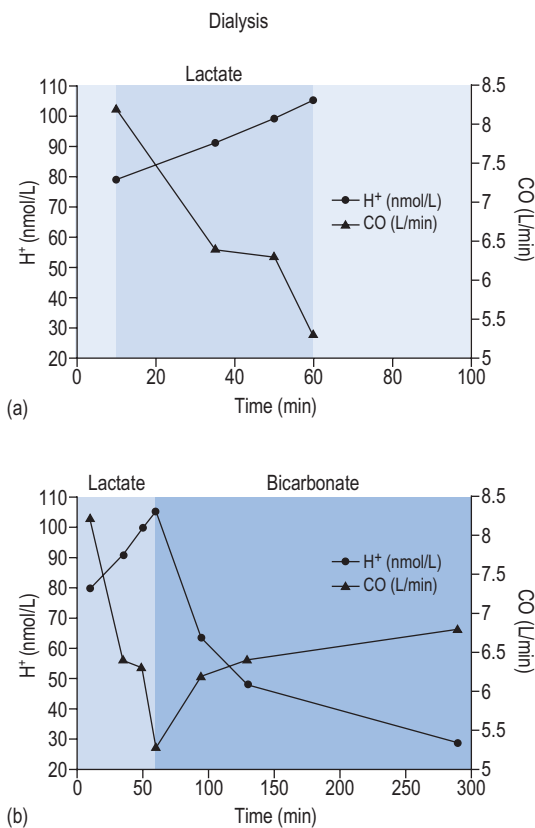 Dialysis
Lactate
110
100
90
80
70
60
50
40
30
20
H+ (nmol/L)
8.5
8
7.5
7
6.5
6
5.5
5
CO (L/min)
H+ (nmol/L)
CO (L/min)
0 20 40 60 80 100
Time (min)
(a)
Lactate Bicarbonate
110
100
90
80
70
60
50
40
30
20
H+ (nmol/L)
8.5
8
7.5
7
6.5
6
5.5
5
CO (L/min)
H+ (nmol/L)
CO (L/min)
0 50 100 150 200 250 300
Time (min)
(b)